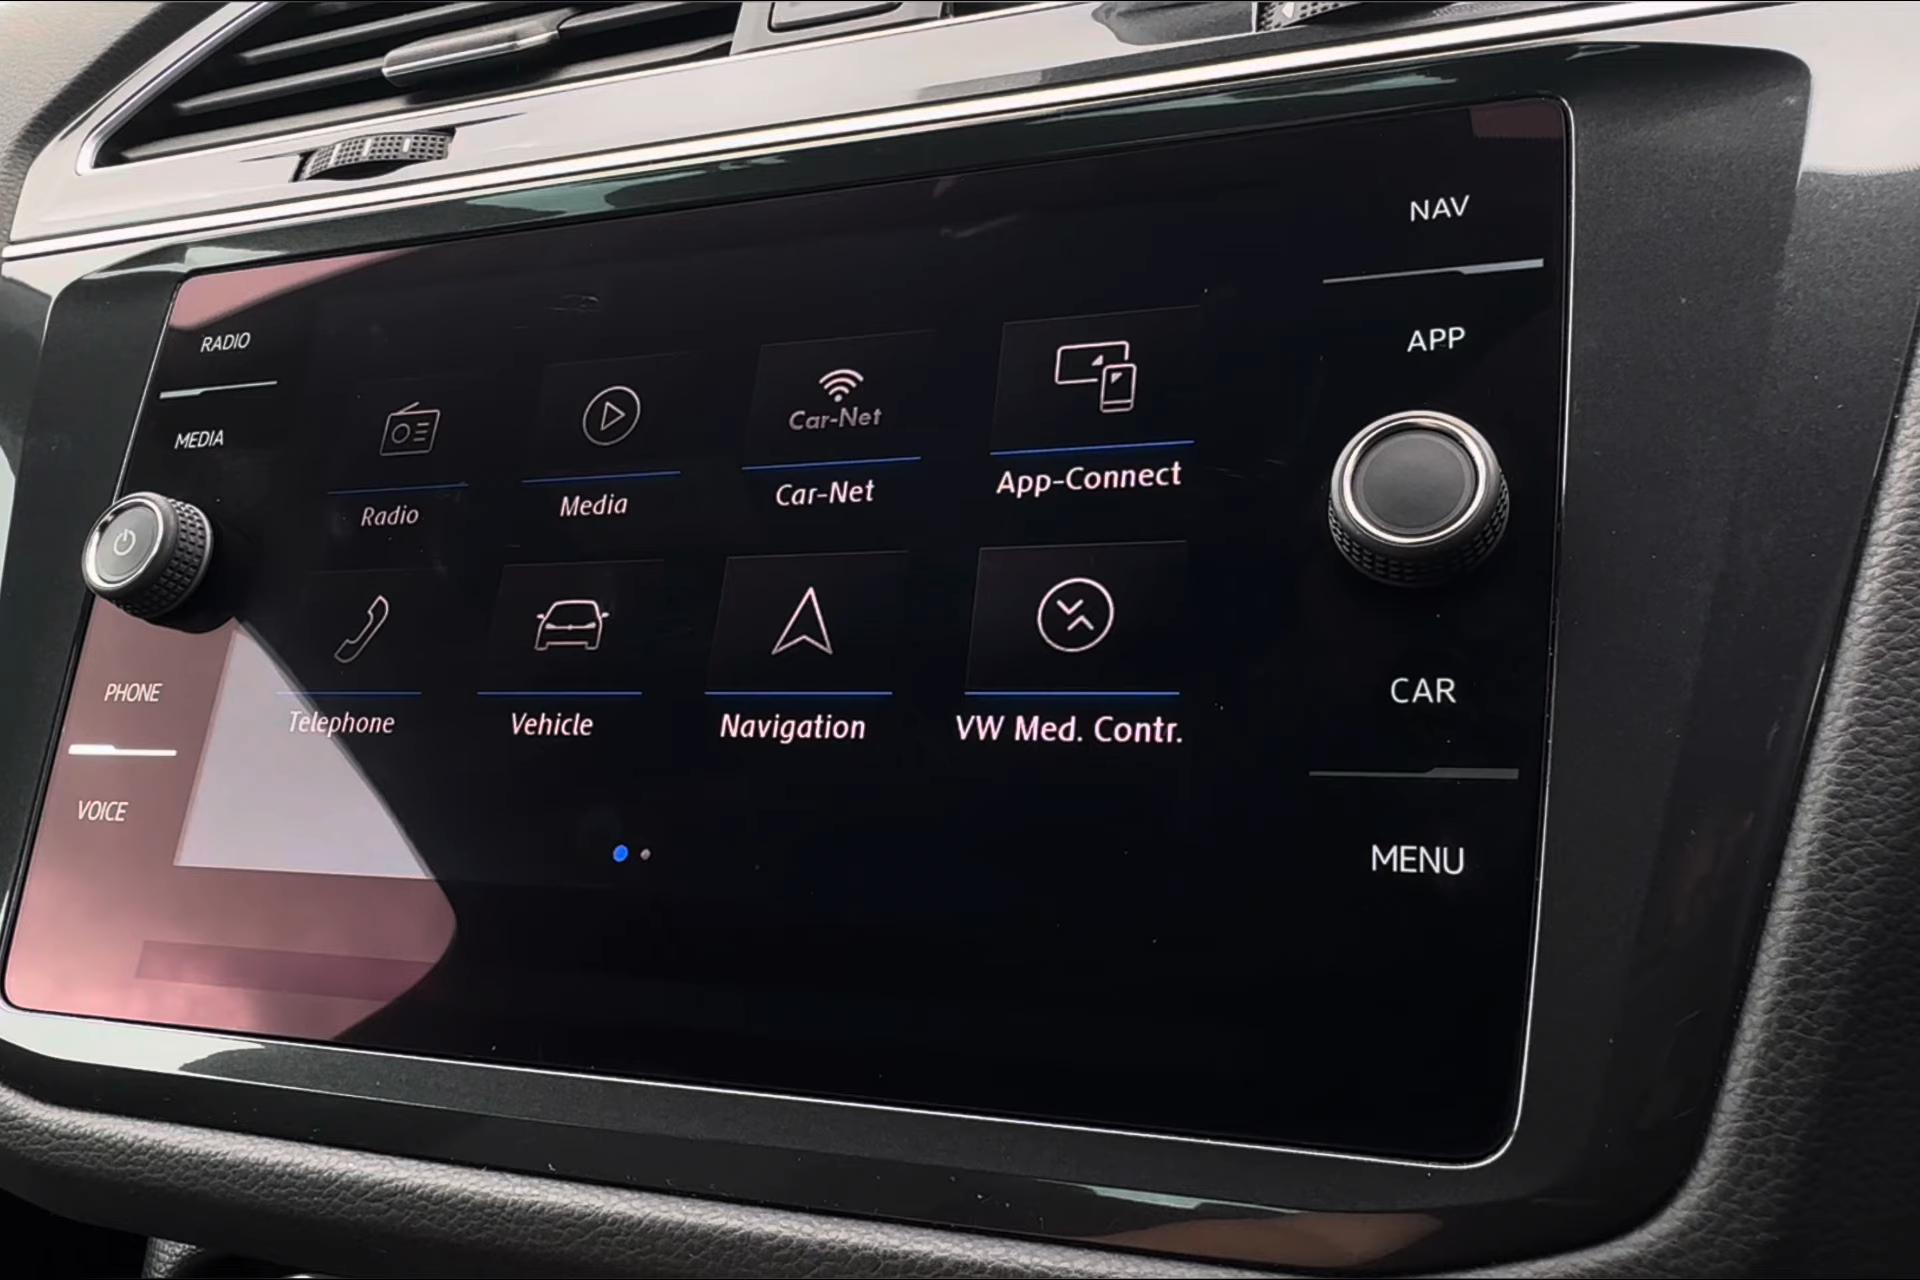 NAV
APP
RADIO
MEDIA
Car-Net
Radio
Media
Car-Net
App-Connect
Telephone
Vehicle
Navigation
VW Med. Contr.
PHONE
VOICE
CAR
MENU